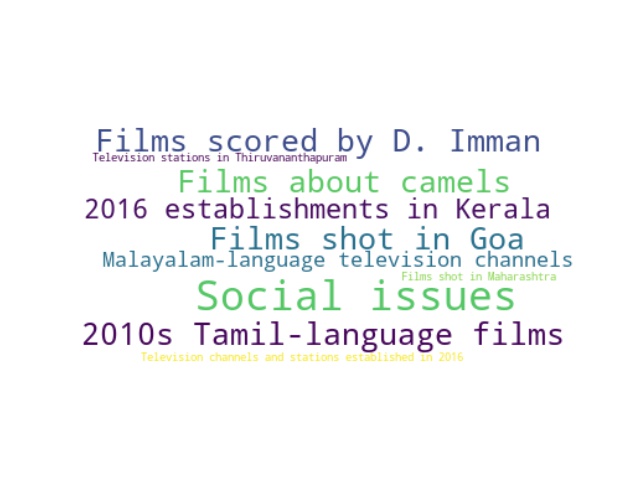 Films scored by D. Imman
Television stations in Thiruvananthapuram
Films about camels
2016 establishments in Kerala
Films shot in Goa
Malayalam-language television channels
Films shot in Maharashtra
Social issues
2010s Tamil-language films
Television channels and stations established in 2016